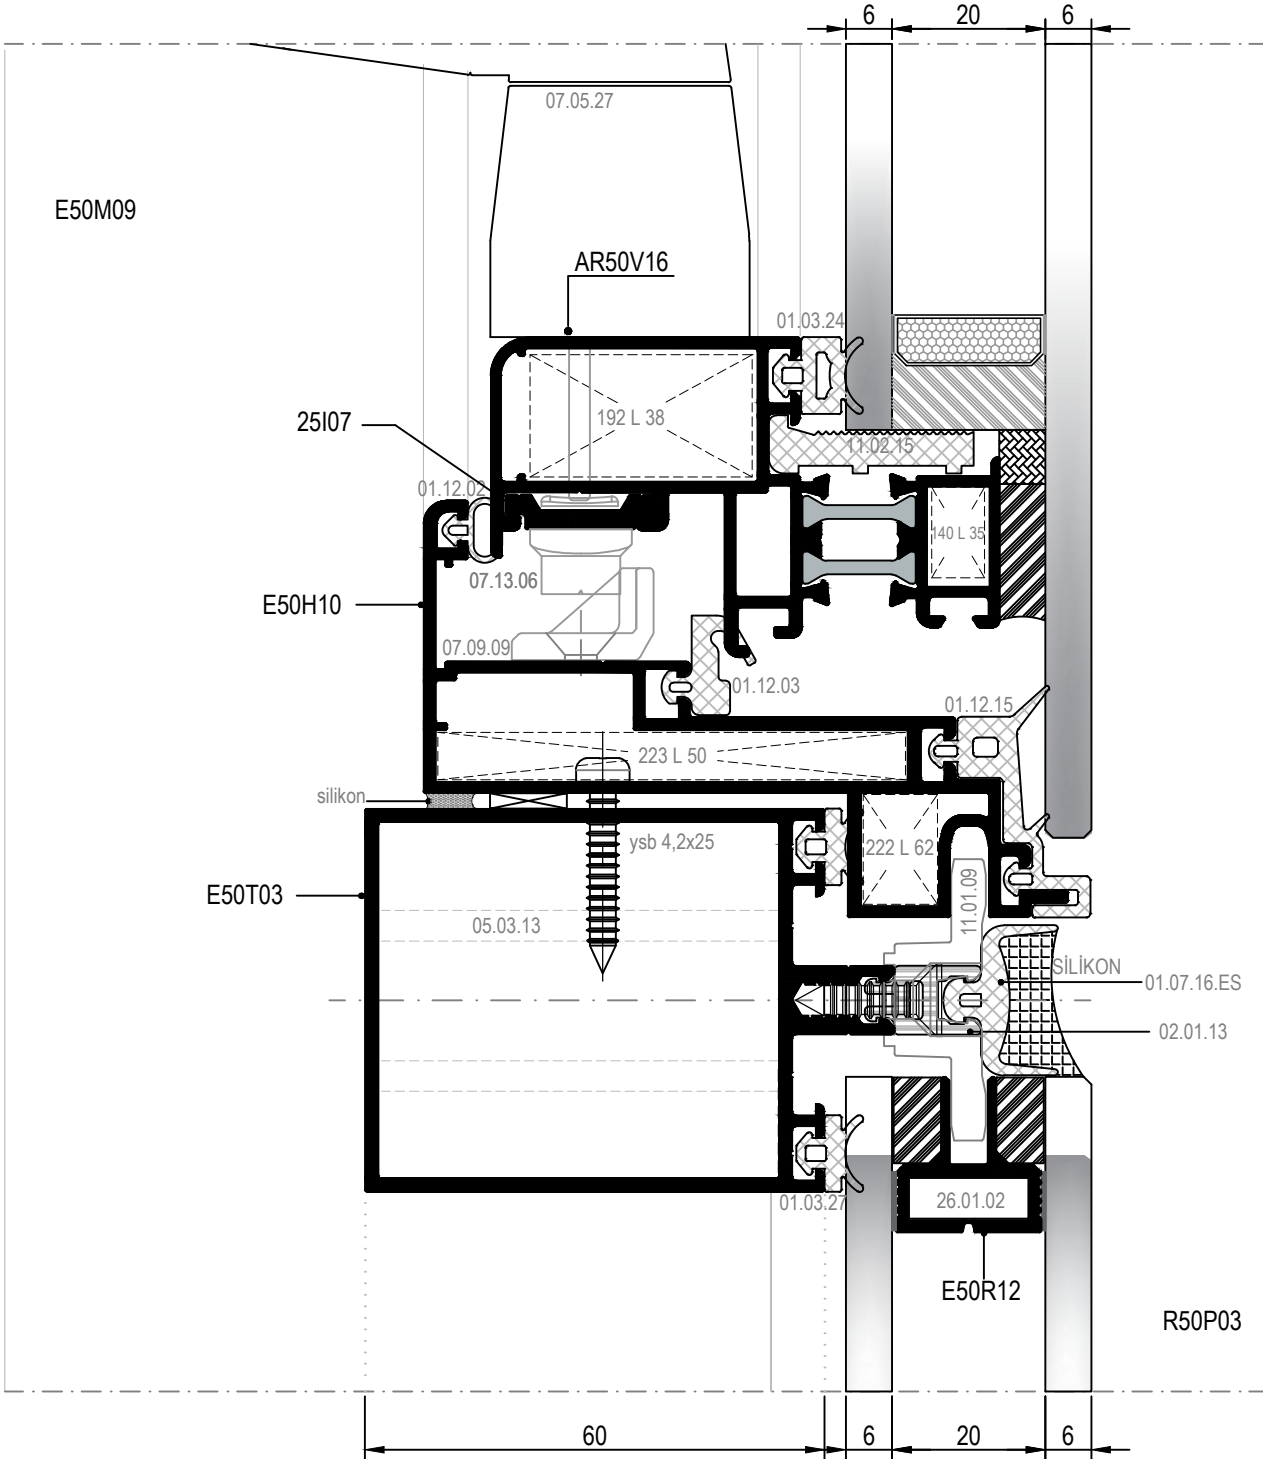 6 20 6
07.05.27
E50M09
AR50V16
01.03.24
192 L 38
25I07
11.02.15
01.12.02
140 L 35
07.13.06
E50H10
07.09.09
01.12.03
01.12.15
223 L 50
silikon
ysb 4,2x25
222 L 62
E50T03
11.01.09
05.03.13
SİLİKON
01.07.16.ES
02.01.13
01.03.27
26.01.02
E50R12
R50P03
60 6 20 6